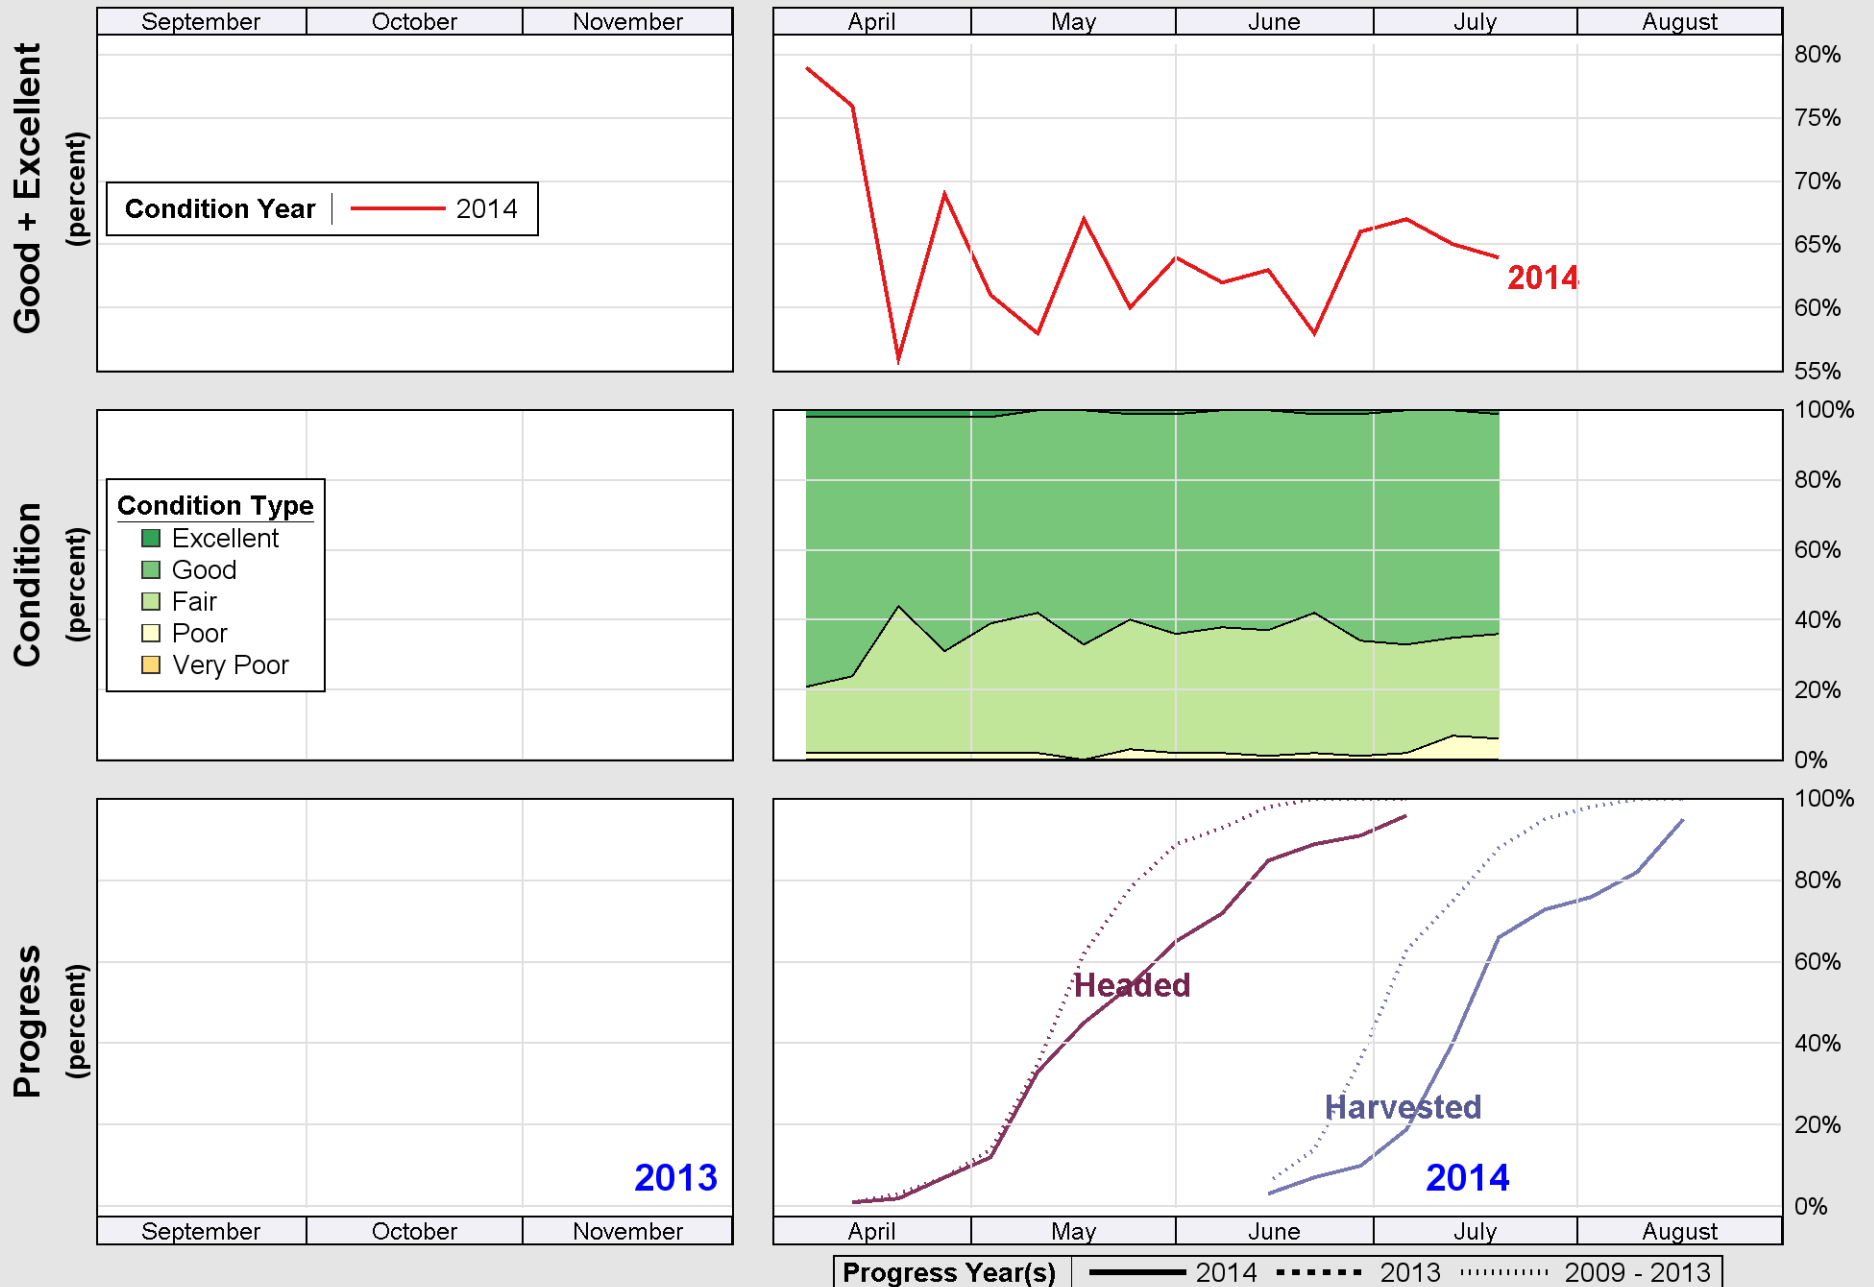 September October November April May June July August
Good + Excellent
(percent)
80%
75%
70%
65%
60%
55%
Condition Year 2014
2014
Condition
(percent)
Condition Type
Excellent
Good
Fair
Poor
Very Poor
100%
80%
60%
40%
20%
0%
Progress
(percent)
100%
80%
60%
40%
20%
0%
Headed
Harvested
2013
2014
September October November April May June July August
Progress Year(s) 2014 2013 2009 - 2013